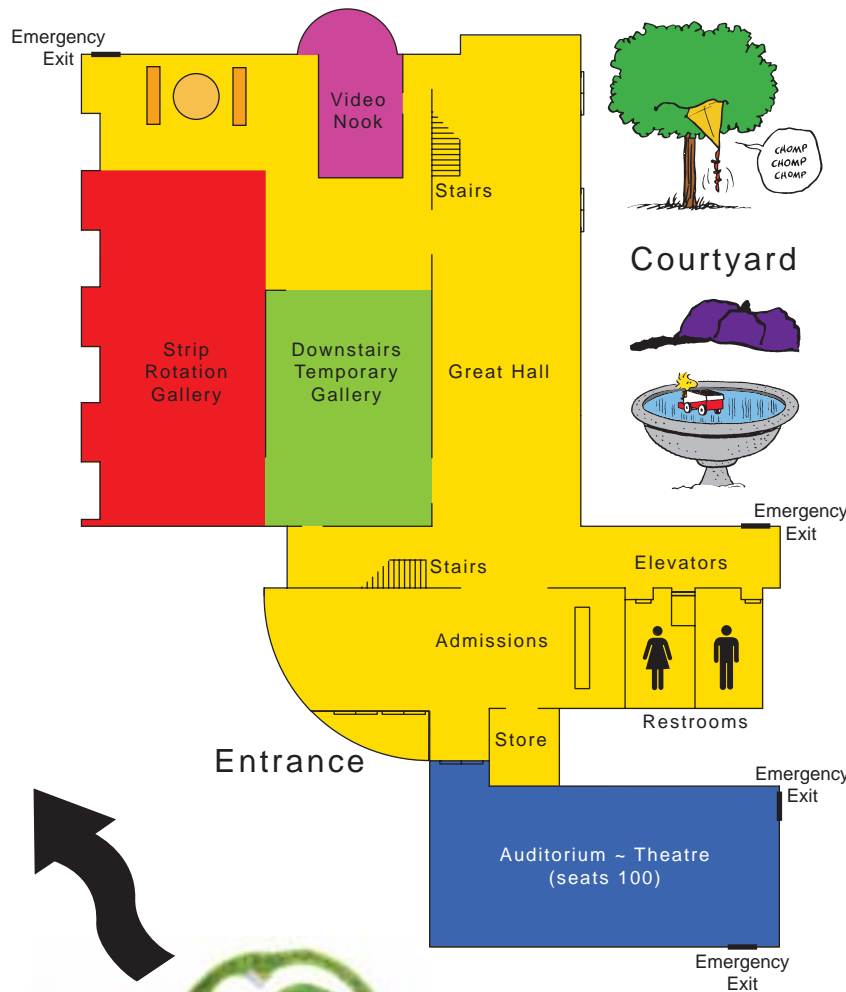 Emergency
Exit
Video
Nook
CHOMP
CHOMP
CHOMP
Stairs
Courtyard
Strip
Rotation
Gallery
Downstairs
Temporary
Gallery
Great Hall
Emergency
Exit
Stairs
Elevators
Admissions
Restrooms
Store
Entrance
Emergency
Exit
Auditorium ~ Theatre
(seats 100)
Emergency
Exit